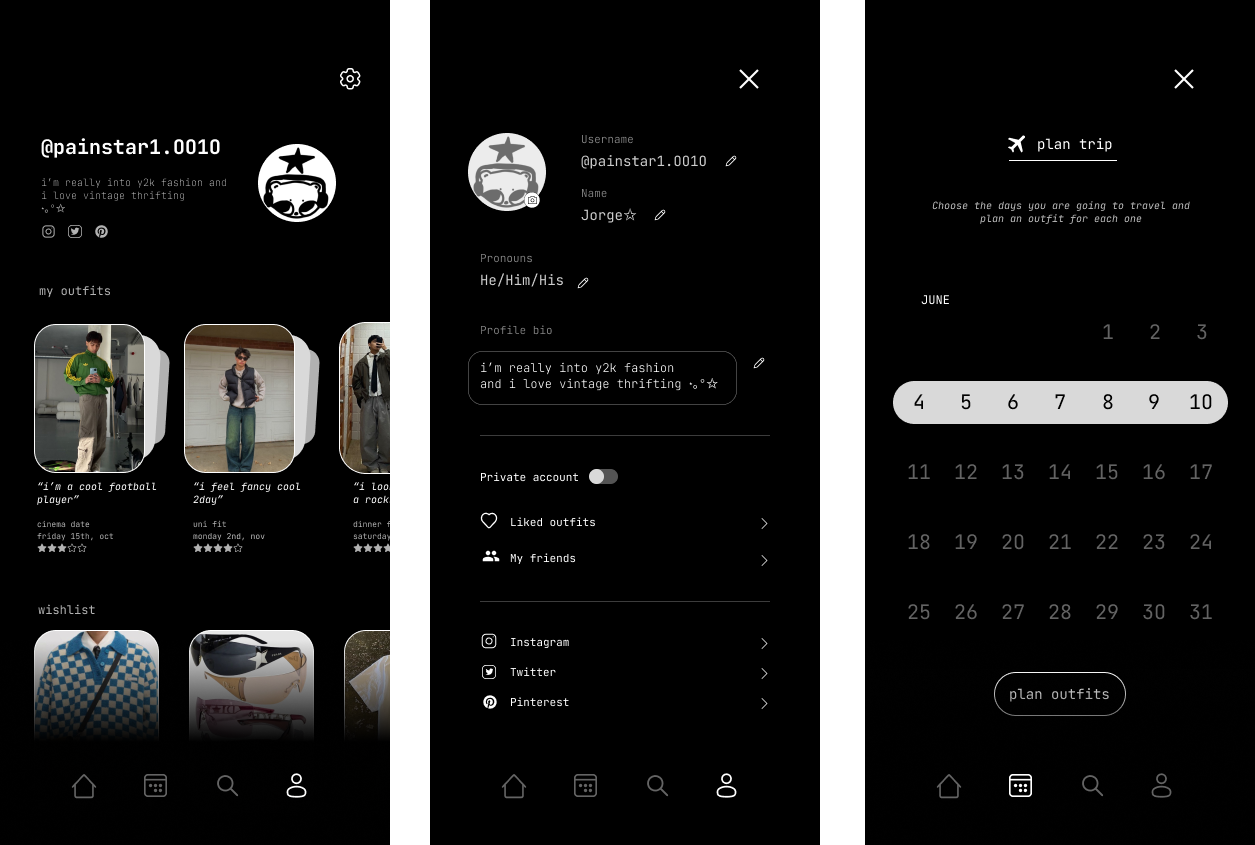 @painstar1.0010
i'm really into y2k fashion and
i love vintage thrifting
⋆｡°☆
my outfits
“i'm a cool football
player”
cinema date
friday 15th, oct
“i feel fancy cool
2day”
uni fit
monday 2nd, nov
“i loo
a rock
dinner f
saturday
wishlist
Username
@painstar1.0010
Name
Jorge☆
Pronouns
He/Him/His
Profile bio
i'm really into y2k fashion
and i love vintage thrifting ⋆｡°☆
Private account
Liked outfits
My friends
Instagram
Twitter
Pinterest
plan trip
Choose the days you are going to travel and
plan an outfit for each one
JUNE
1 2 3
4 5 6 7 8 9 10
11 12 13 14 15 16 17
18 19 20 21 22 23 24
25 26 27 28 29 30 31
plan outfits